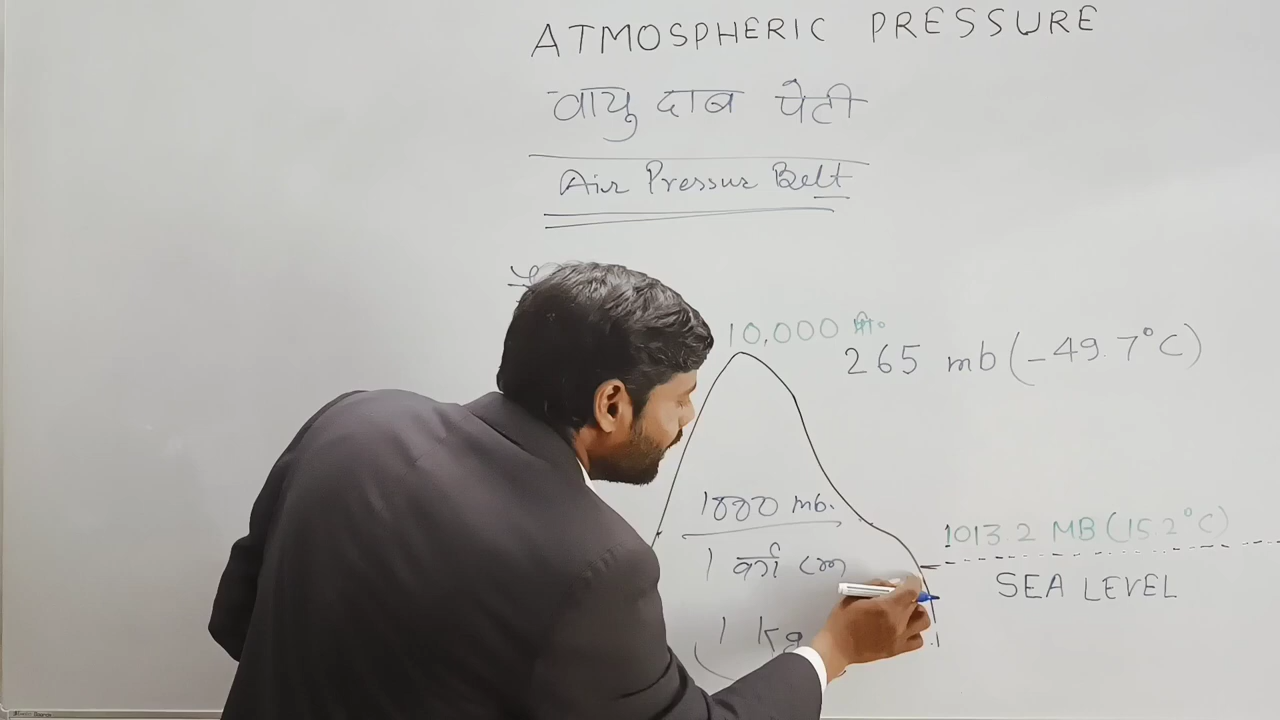 ATMOSPHERIC PRESSURE
वायु दाब पेटी
Air Pressur Belt
10,000 मी०
265 mb (-49.7°C)
1013.2 MB (15.2°C)
SEA LEVEL
1000 mb.
1 वर्ग cm
1 kg